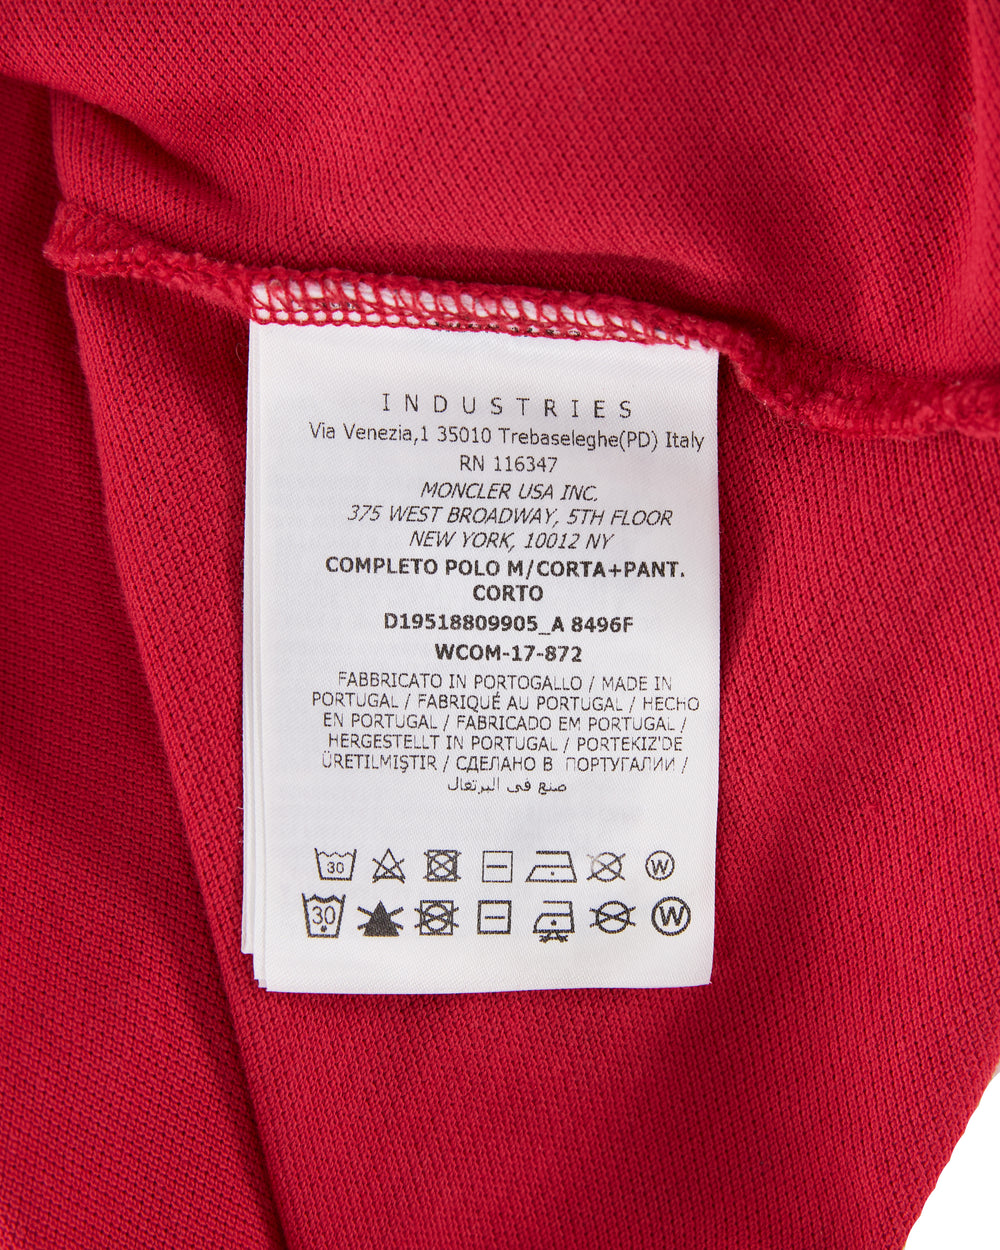 INDUSTRIES
Via Venezia,1 35010 Trebaseleghe(PD) Italy
RN 116347
MONCLER USA INC.
375 WEST BROADWAY, 5TH FLOOR
NEW YORK, 10012 NY
COMPLETO POLO M/CORTA+PANT.
CORTO
D19518809905_A 8496F
WCOM-17-872
FABBRICATO IN PORTOGALLO / MADE IN
PORTUGAL / FABRIQUÉ AU PORTUGAL / HECHO
EN PORTUGAL / FABRICADO EM PORTUGAL /
HERGESTELLT IN PORTUGAL / PORTEKIZ'DE
ÜRETILMIŞTIR / СДЕЛАНО В ПОРТУГАЛИИ /
صنع في البرتغال
30 W
30 W